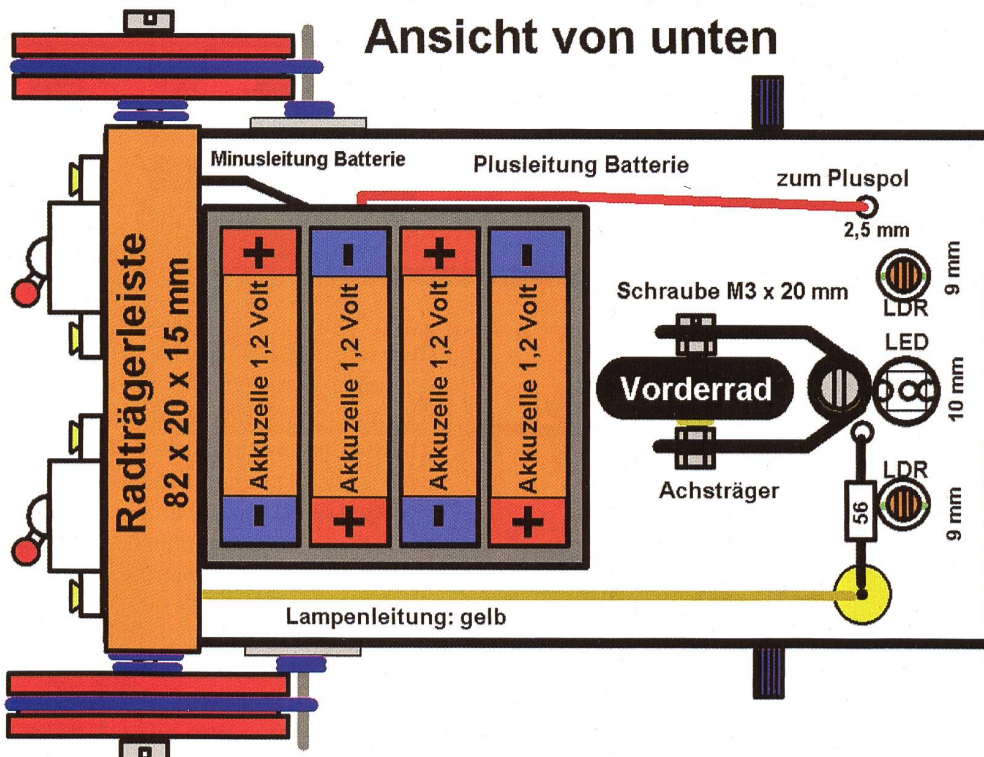 Ansicht von unten
Minusleitung Batterie
Plusleitung Batterie
zum Pluspol
2,5 mm
Radträgerleiste
82 x 20 x 15 mm
+
-
+
-
Akkuzelle 1,2 Volt
Akkuzelle 1,2 Volt
Akkuzelle 1,2 Volt
Akkuzelle 1,2 Volt
-
+
-
+
Schraube M3 x 20 mm
Vorderrad
Achsträger
LDR
9 mm
LED
10 mm
LDR
9 mm
56
Lampenleitung: gelb